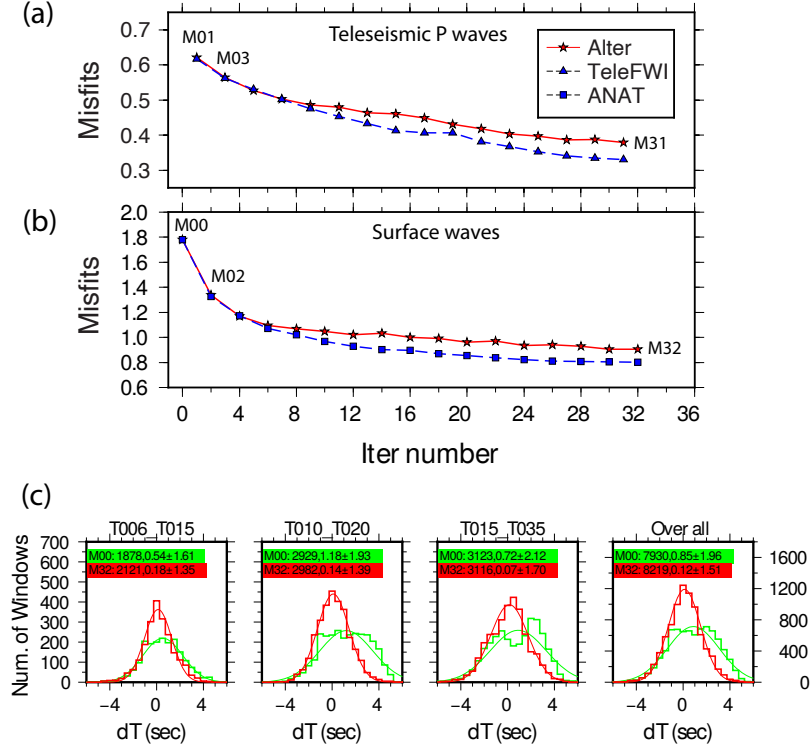 (a)
Teleseismic P waves
M01
M03
M31
Alter
TeleFWI
ANAT
Misfits
0.7
0.6
0.5
0.4
0.3
(b)
Surface waves
M00
M02
M32
Misfits
2.0
1.8
1.6
1.4
1.2
1.0
0.8
0.6
0 4 8 12 16 20 24 28 32 36
Iter number
(c)
T006_T015 T010_T020 T015_T035 Over all
M00: 1878,0.54±1.61 M00: 2929,1.18±1.93 M00: 3123,0.72±2.12 M00: 7930,0.85±1.96
M32: 2121,0.18±1.35 M32: 2982,0.14±1.39 M32: 3116,0.07±1.70 M32: 8219,0.12±1.51
Num. of Windows
700
600
500
400
300
200
100
0
1600
1200
800
400
0
−4 0 4 −4 0 4 −4 0 4 −4 0 4
dT (sec) dT (sec) dT (sec) dT (sec)